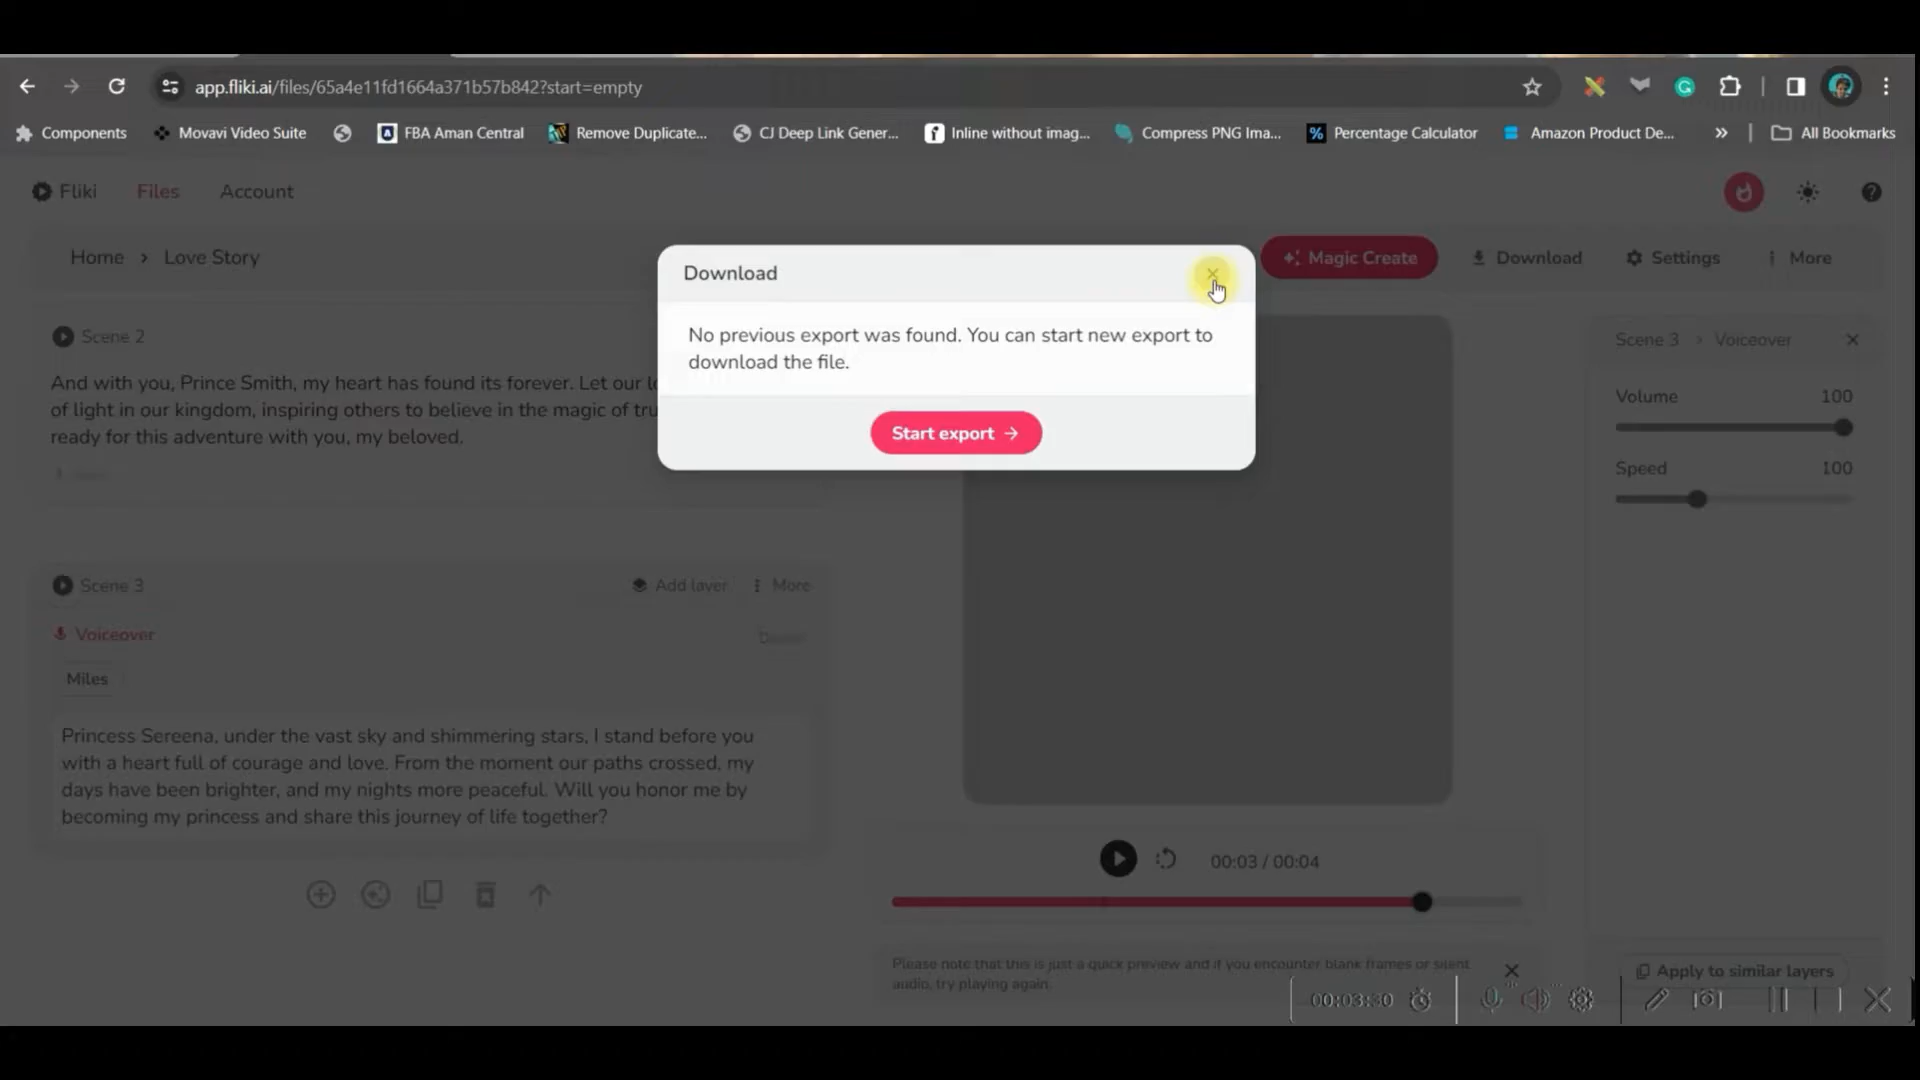 app.fliki.ai/files/65a4e11fd1664a371b57b842?start=empty
Components Movavi Video Suite FBA Aman Central Remove Duplicate... CJ Deep Link Gener... Inline without imag... Compress PNG Ima... Percentage Calculator Amazon Product De... » All Bookmarks
Fliki Files Account
Home > Love Story
Magic Create Download Settings More
Download
No previous export was found. You can start new export to
download the file.
Start export →
Scene 2
And with you, Prince Smith, my heart has found its forever. Let our
of light in our kingdom, inspiring others to believe in the magic of
ready for this adventure with you, my beloved.
Scene 3 Add layer More
Voiceover
Miles
Princess Sereena, under the vast sky and shimmering stars, I stand before you
with a heart full of courage and love. From the moment our paths crossed, my
days have been brighter, and my nights more peaceful. Will you honor me by
becoming my princess and share this journey of life together?
00:03 / 00:04
Please note that this is just a quick preview and if you encounter blank frames or silent
audio, try playing again.
Scene 3 > Voiceover
Volume 100
Speed 100
Apply to similar layers
00:03:30